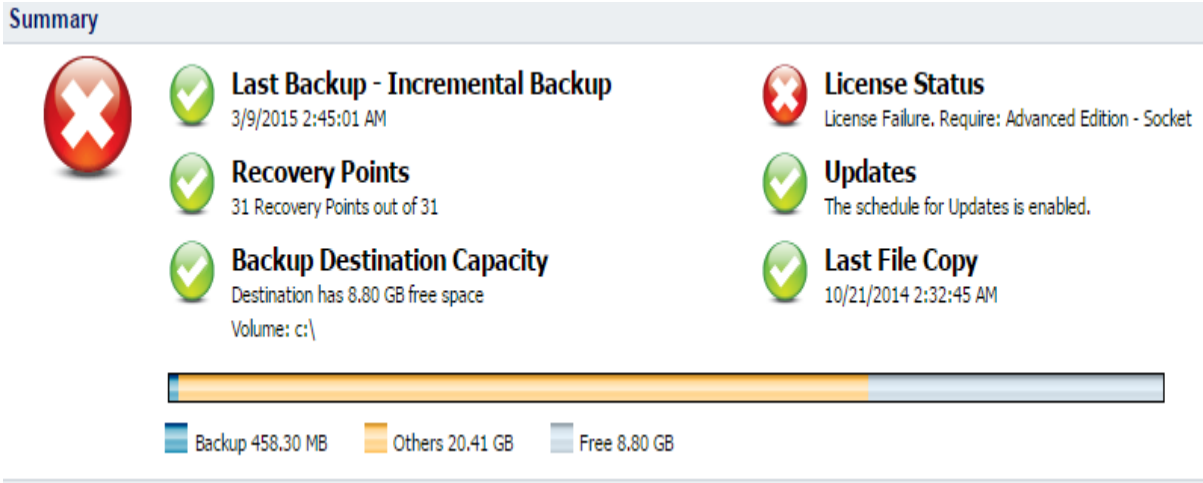 Summary
Last Backup - Incremental Backup
3/9/2015 2:45:01 AM
License Status
License Failure. Require: Advanced Edition - Socket
Recovery Points
31 Recovery Points out of 31
Updates
The schedule for Updates is enabled.
Backup Destination Capacity
Destination has 8.80 GB free space
Volume: c:\
Last File Copy
10/21/2014 2:32:45 AM
Backup 458.30 MB
Others 20.41 GB
Free 8.80 GB